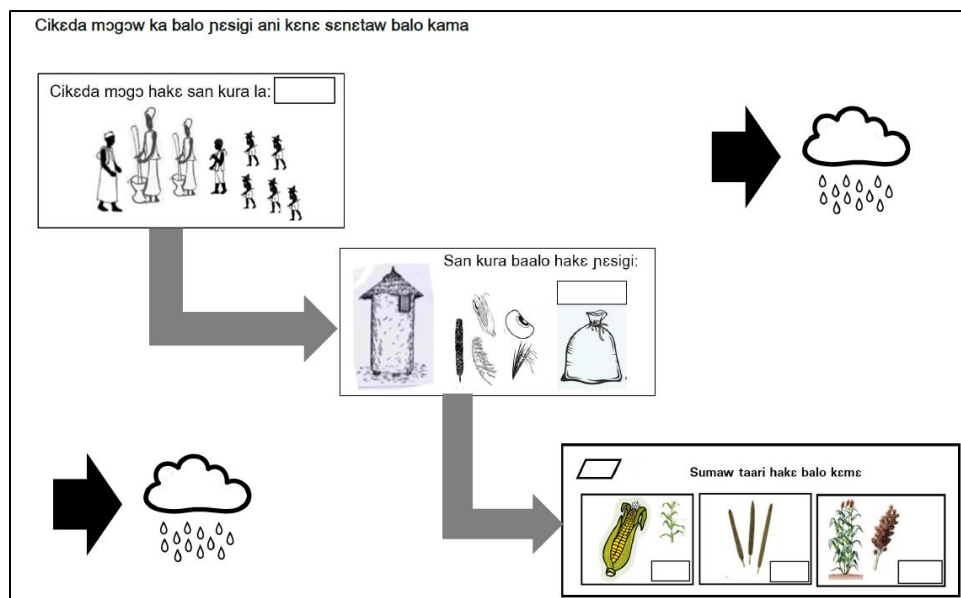 Cikɛda mɔgɔw ka balo ɲɛsigi ani kɛnɛ sɛnɛtaw balo kama
Cikɛda mɔgɔ hakɛ san kura la:
San kura baalo hakɛ ɲɛsigi:
Sumaw taari hakɛ balo kɛmɛ